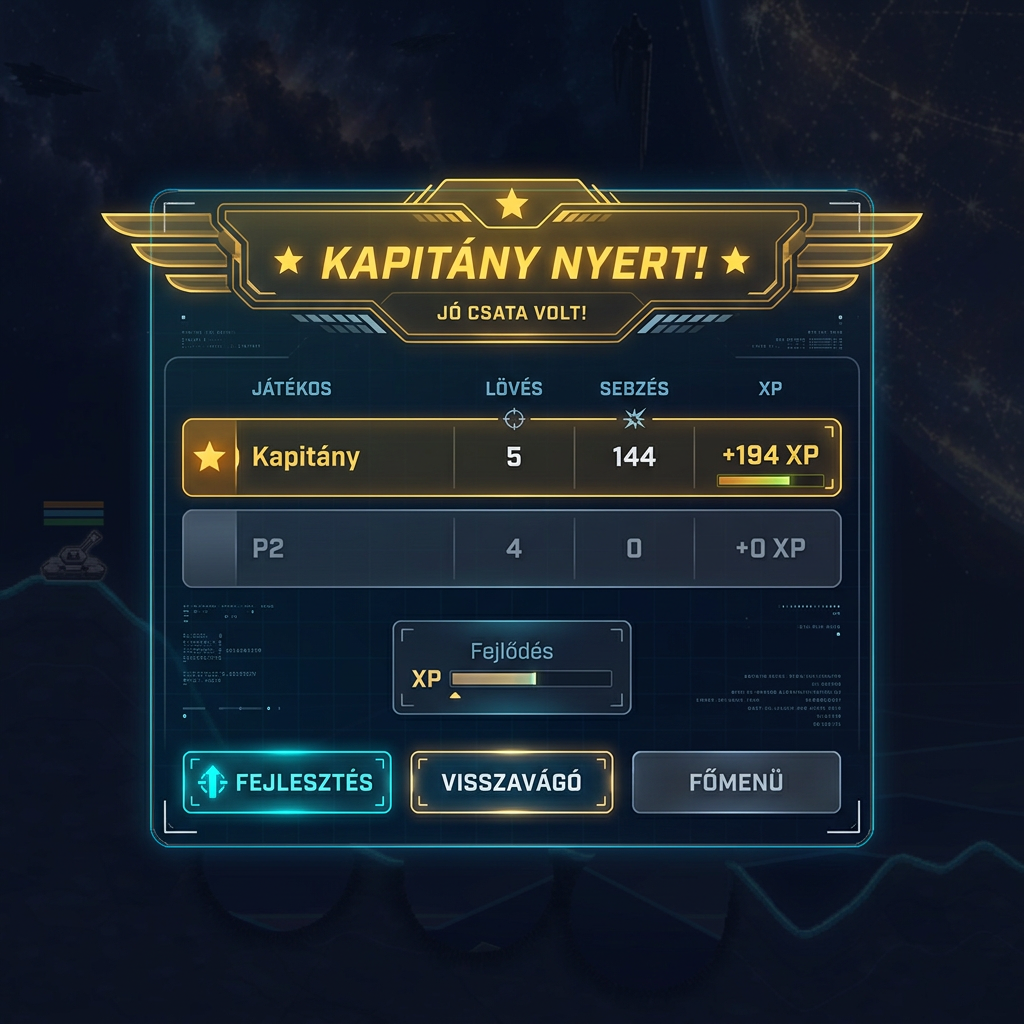 KAPITÁNY NYERT!
JÓ CSATA VOLT!
JÁTÉKOS LÖVÉS SEBZÉS XP
Kapitány 5 144 +194 XP
P2 4 0 +0 XP
Fejlődés
XP
FEJLESZTÉS VISSZAVÁGÓ FŐMENÜ